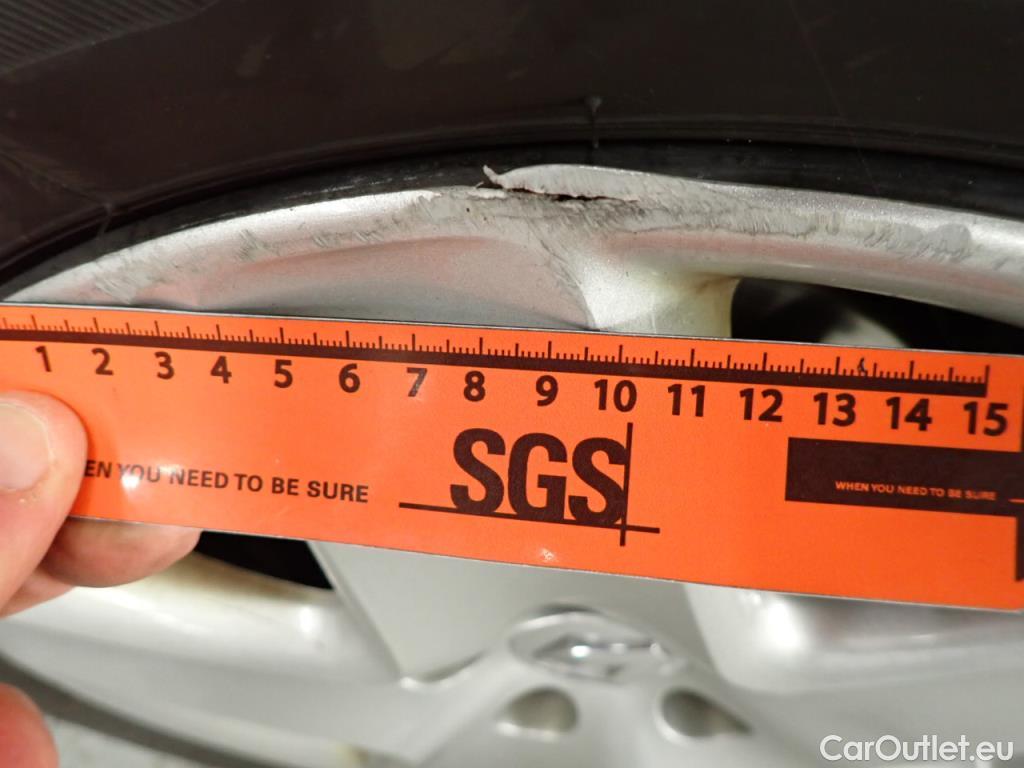 1 2 3 4 5 6 7 8 9 10 11 12 13 14 15
EN YOU NEED TO BE SURE
SGS
WHEN YOU NEED TO BE SURE
CarOutlet.eu